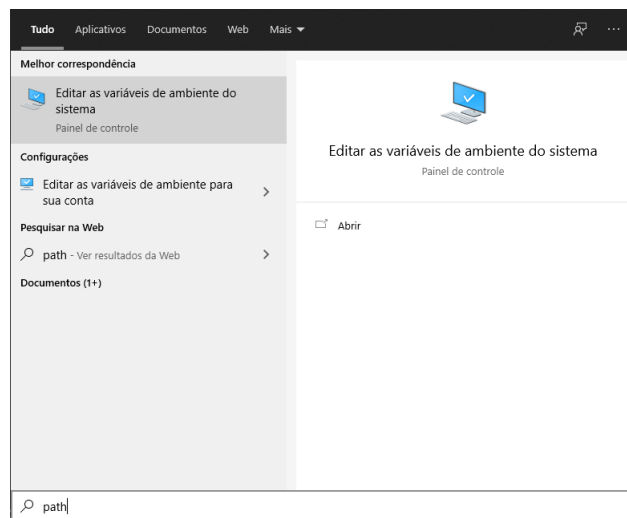 Tudo Aplicativos Documentos Web Mais
Melhor correspondência
Editar as variáveis de ambiente do
sistema
Painel de controle
Configurações
Editar as variáveis de ambiente para
sua conta
Pesquisar na Web
path - Ver resultados da Web
Documentos (1+)
Editar as variáveis de ambiente do sistema
Painel de controle
Abrir
path